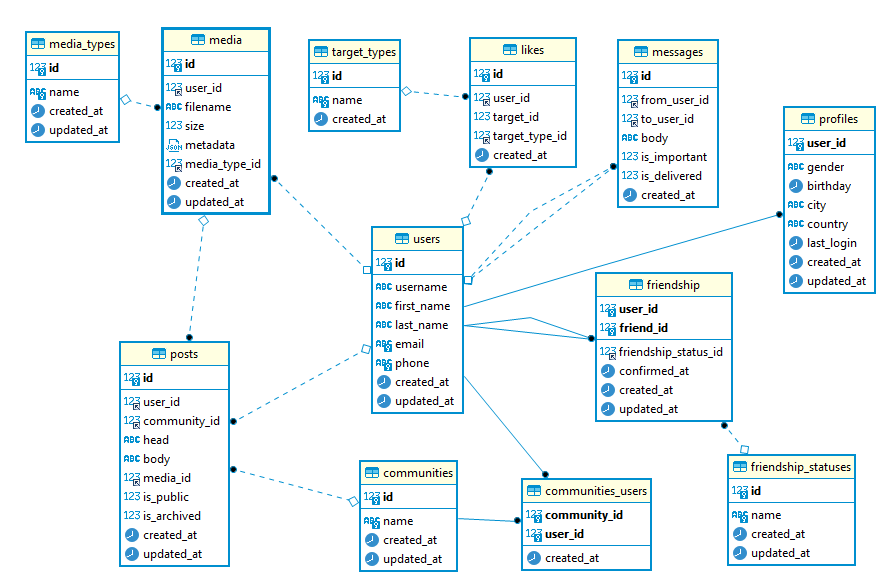 media_types
id
name
created_at
updated_at
media
id
user_id
filename
size
metadata
media_type_id
created_at
updated_at
target_types
id
name
created_at
likes
id
user_id
target_id
target_type_id
created_at
messages
id
from_user_id
to_user_id
body
is_important
is_delivered
created_at
profiles
user_id
gender
birthday
city
country
last_login
created_at
updated_at
users
id
username
first_name
last_name
email
phone
created_at
updated_at
friendship
user_id
friend_id
friendship_status_id
confirmed_at
created_at
updated_at
posts
id
user_id
community_id
head
body
media_id
is_public
is_archived
created_at
updated_at
communities
id
name
created_at
updated_at
communities_users
community_id
user_id
created_at
friendship_statuses
id
name
created_at
updated_at